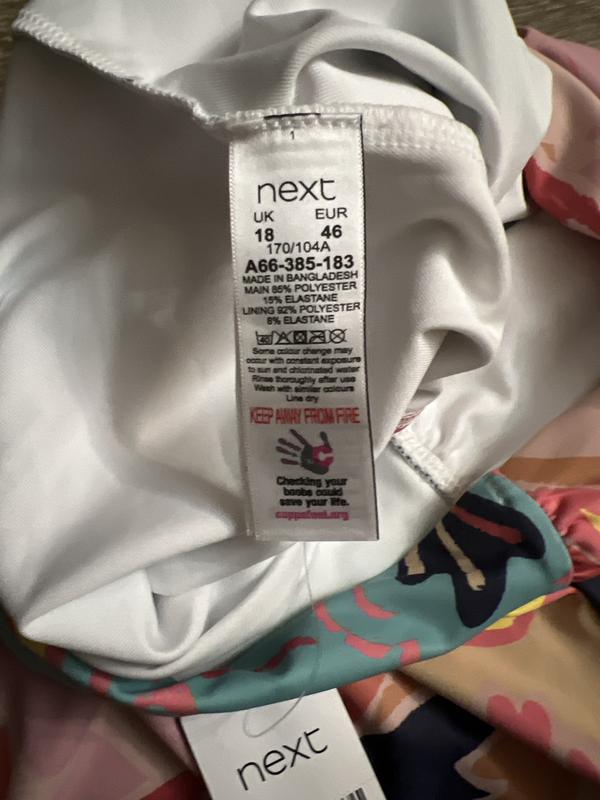 1
next
UK EUR
18 46
170/104A
A66-385-183
MADE IN BANGLADESH
MAIN 85% POLYESTER
15% ELASTANE
LINING 92% POLYESTER
8% ELASTANE
40
Some colour change may
occur with constant exposure
to sun and chlorinated water
Rinse thoroughly after use
Wash with similar colours
Line dry
KEEP AWAY FROM FIRE
Checking your
boobs could
save your life.
coppafeel.org
next